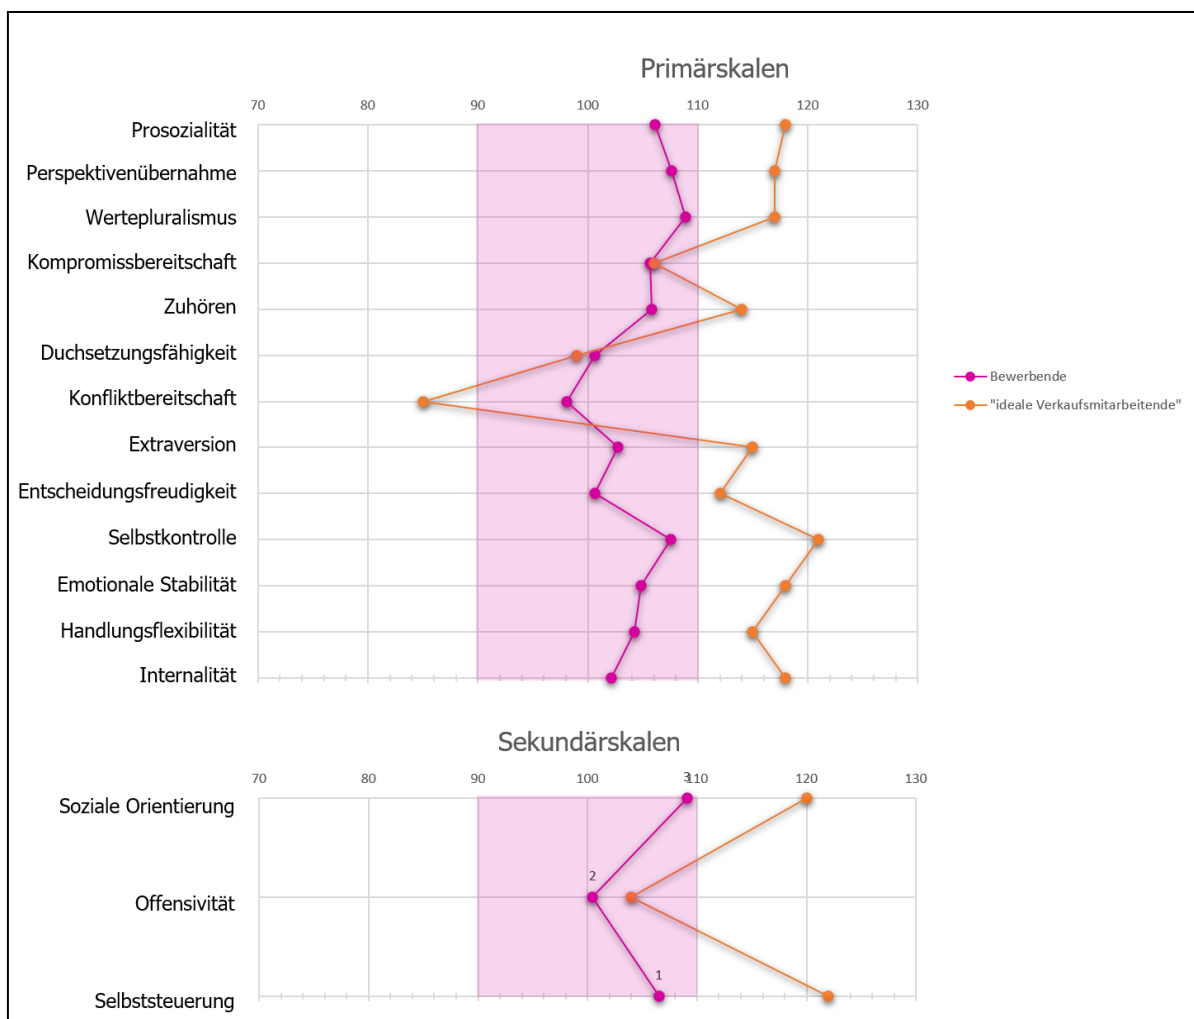 Primärskalen
70 80 90 100 110 120 130
Prosozialität
Perspektivenübernahme
Wertepluralismus
Kompromissbereitschaft
Zuhören
Duchsetzungsfähigkeit
Konfliktbereitschaft
Extraversion
Entscheidungsfreudigkeit
Selbstkontrolle
Emotionale Stabilität
Handlungsflexibilität
Internalität
Bewerbende
"ideale Verkaufsmitarbeitende"
Sekundärskalen
70 80 90 100 110 120 130
3
Soziale Orientierung
2
Offensivität
1
Selbststeuerung